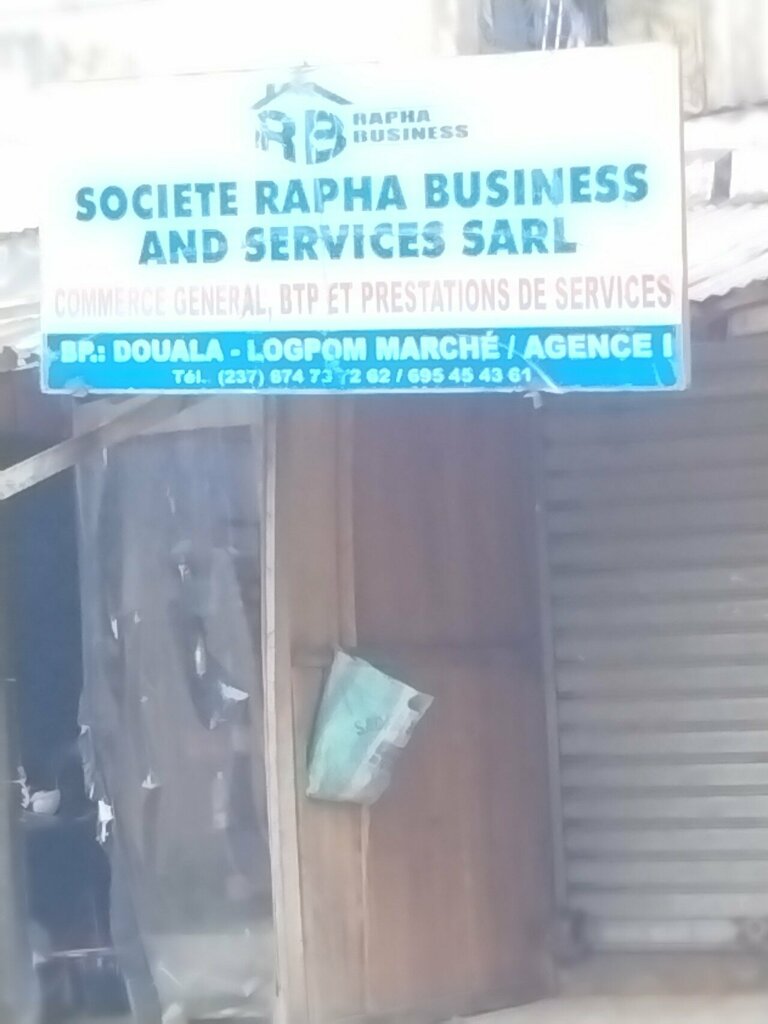 RB RAPHA
BUSINESS
SOCIETE RAPHA BUSINESS
AND SERVICES SARL
COMMERCE GENERAL, BTP ET PRESTATIONS DE SERVICES
BP.: DOUALA - LOGPOM MARCHÉ / AGENCE I
Tél. (237) 674 73 72 62 / 695 45 43 61